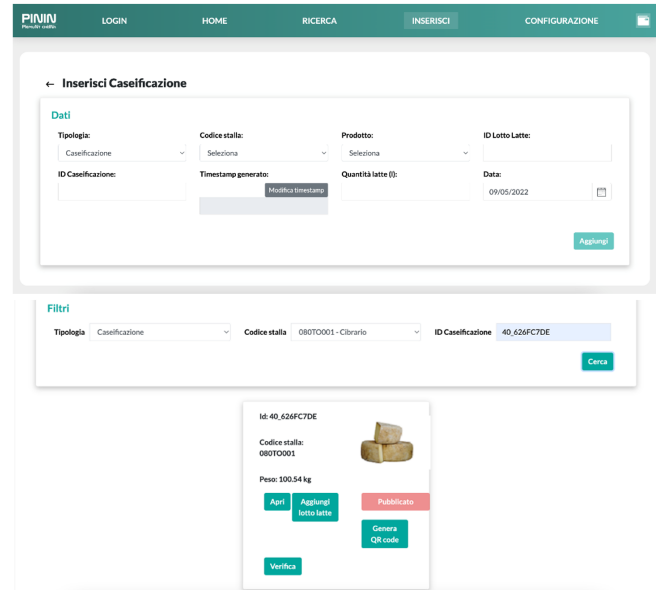 PININ
LOGIN
HOME
RICERCA
INSERISCI
CONFIGURAZIONE
← Inserisci Caseificazione
Dati
Tipologia:
Codice stalla:
Prodotto:
ID Lotto Latte:
Caseificazione
Seleziona
Seleziona
ID Caseificazione:
Timestamp generato:
Quantità latte (l):
Data:
Modifica timestamp
09/05/2022
Aggiungi
Filtri
Tipologia
Caseificazione
Codice stalla
080TO001 - Cibrario
ID Caseificazione
40_626FC7DE
Cerca
Id: 40_626FC7DE
Codice stalla:
080TO001
Peso: 100.54 kg
Apri
Aggiungi
lotto latte
Pubblicato
Genera
QR code
Verifica